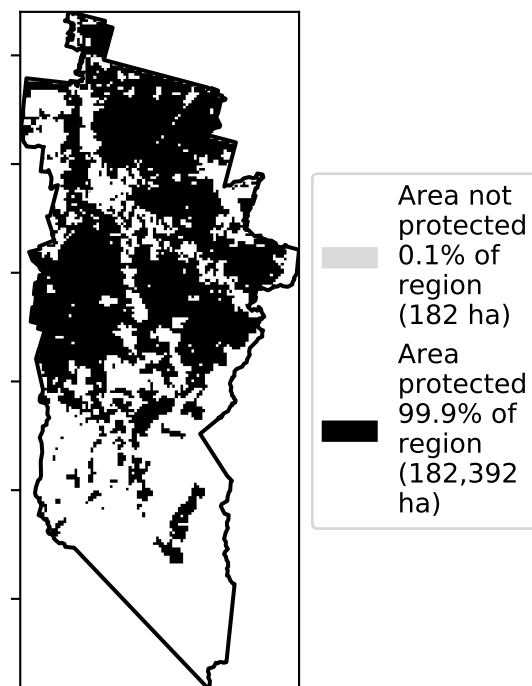 Area not
protected
0.1% of
region
(182 ha)
Area
protected
99.9% of
region
(182,392
ha)